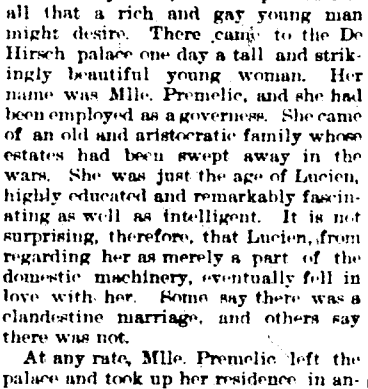 all that a rich and gay young man
might desire. There came to the De
Hirsch palace one day a tall and strik-
ingly beautiful young woman. Her
name was Mlle. Premelic, and she had
been employed as a governess. She came
of an old and aristocratic family whose
estates had been swept away in the
wars. She was just the age of Lucien,
highly educated and remarkably fascin-
ating as well as intelligent. It is not
surprising, therefore, that Lucien, from
regarding her as merely a part of the
domestic machinery, eventually fell in
love with her. Some say there was a
clandestine marriage, and others say
there was not.
At any rate, Mlle. Premelic left the
palace and took up her residence in an-